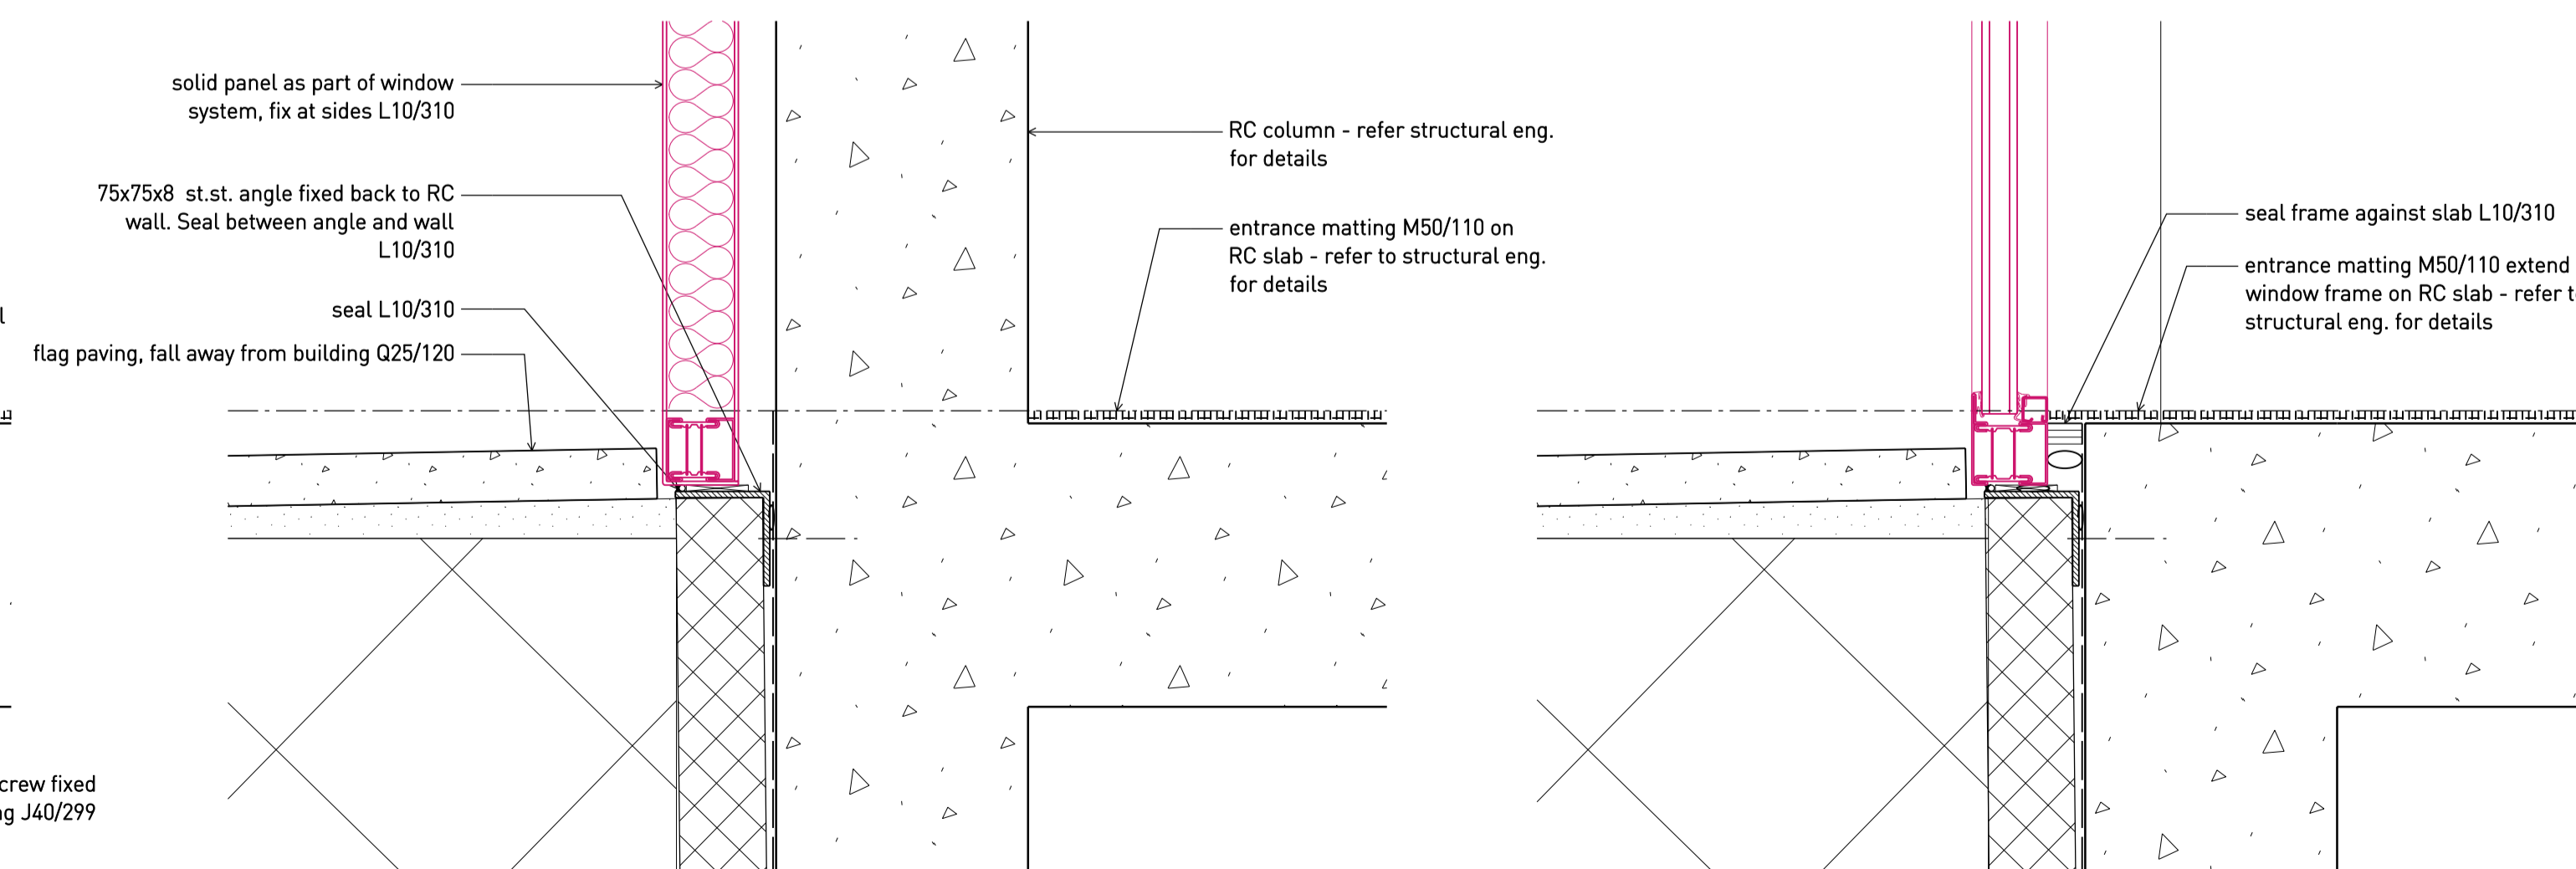 solid panel as part of window
system, fix at sides L10/310
75x75x8 st.st. angle fixed back to RC
wall. Seal between angle and wall
L10/310
seal L10/310
flag paving, fall away from building Q25/120
crew fixed
J40/299
RC column - refer structural eng.
for details
entrance matting M50/110 on
RC slab - refer to structural eng.
for details
seal frame against slab L10/310
entrance matting M50/110 extend
window frame on RC slab - refer
structural eng. for details